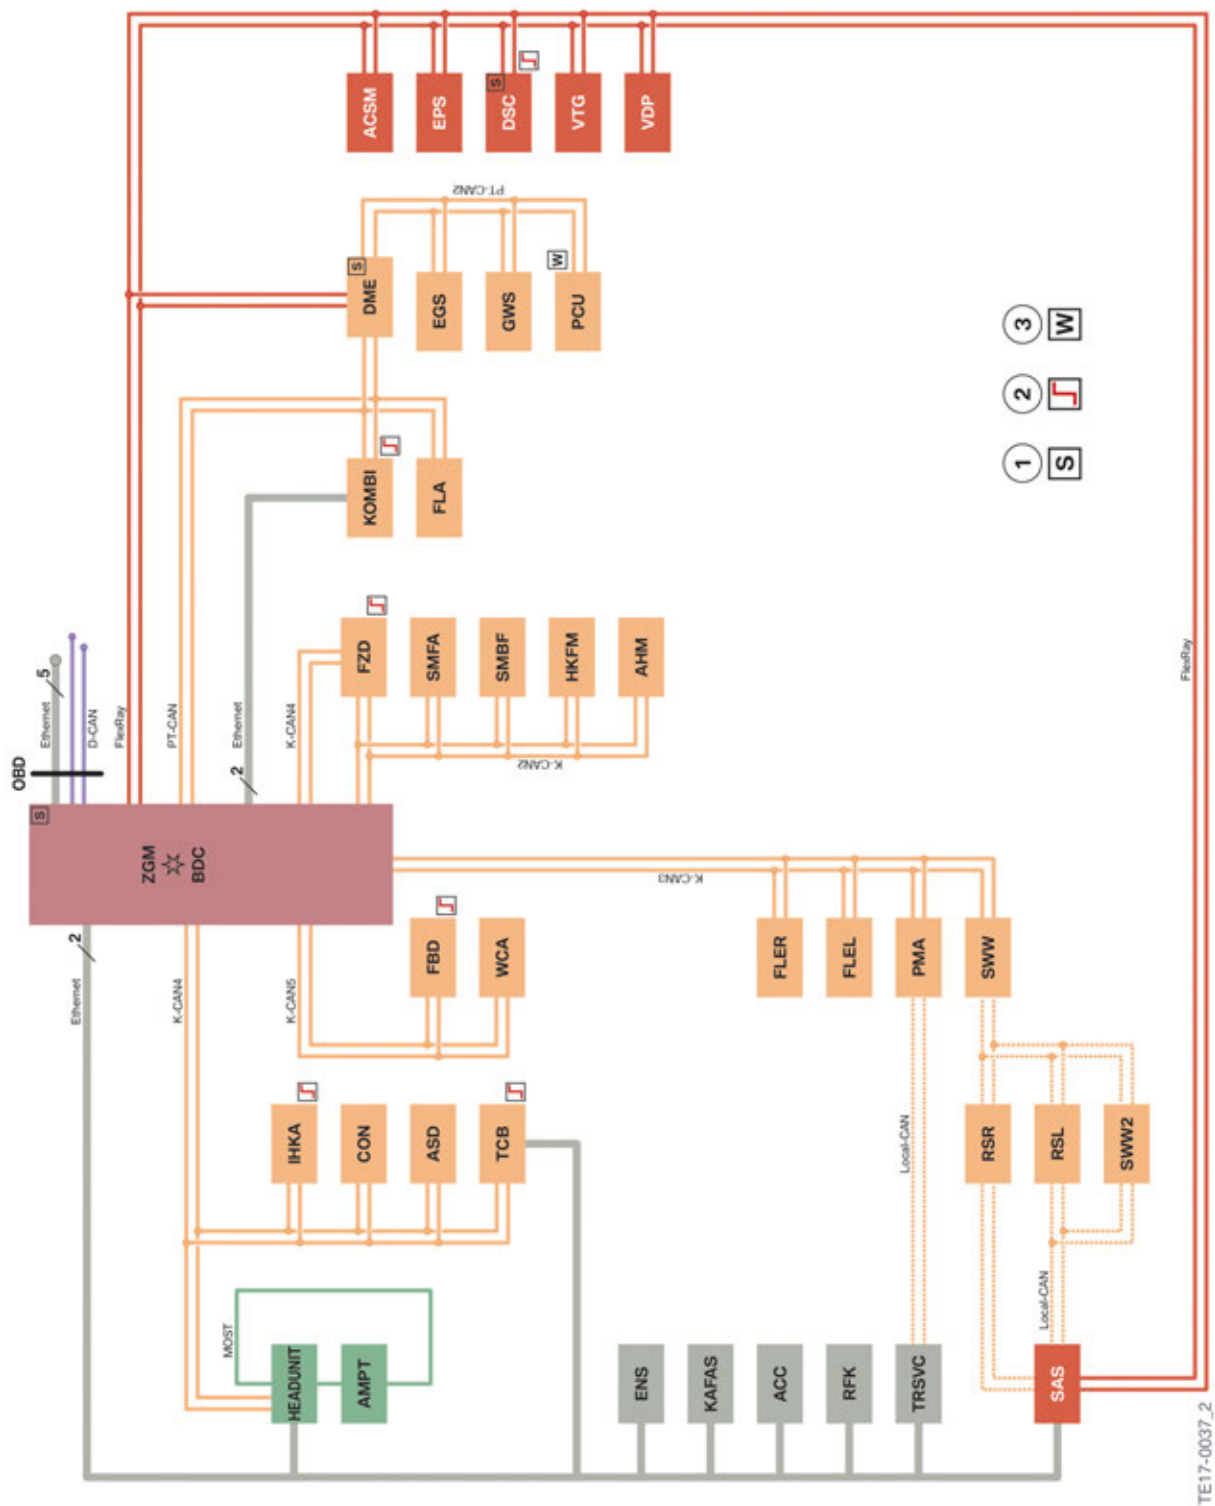 OBD
S
Ethernet 5
Ethernet 2
D-CAN
FlexRay
ZGM
BDC
K-CAN4
PT-CAN
MOST
Ethernet 2
K-CAN5
K-CAN4
HEADUNIT
IHKA
AMPT
CON
FZD
KOMBI
DME
S
ACSM
ASD
FBD
SMFA
FLA
EGS
EPS
PT-CAN2
TCB
WCA
SMBF
GWS
DSC
S
K-CAN2
HKFM
PCU
W
VTG
ENS
AHM
VDP
K-CAN3
KAFAS
ACC
FLER
RFK
FLEL
TRSVC
Local-CAN
PMA
RSR
SWW
Local-CAN
SAS
RSL
SWW2
1
2
3
S
W
FlexRay
TE17-0037_2